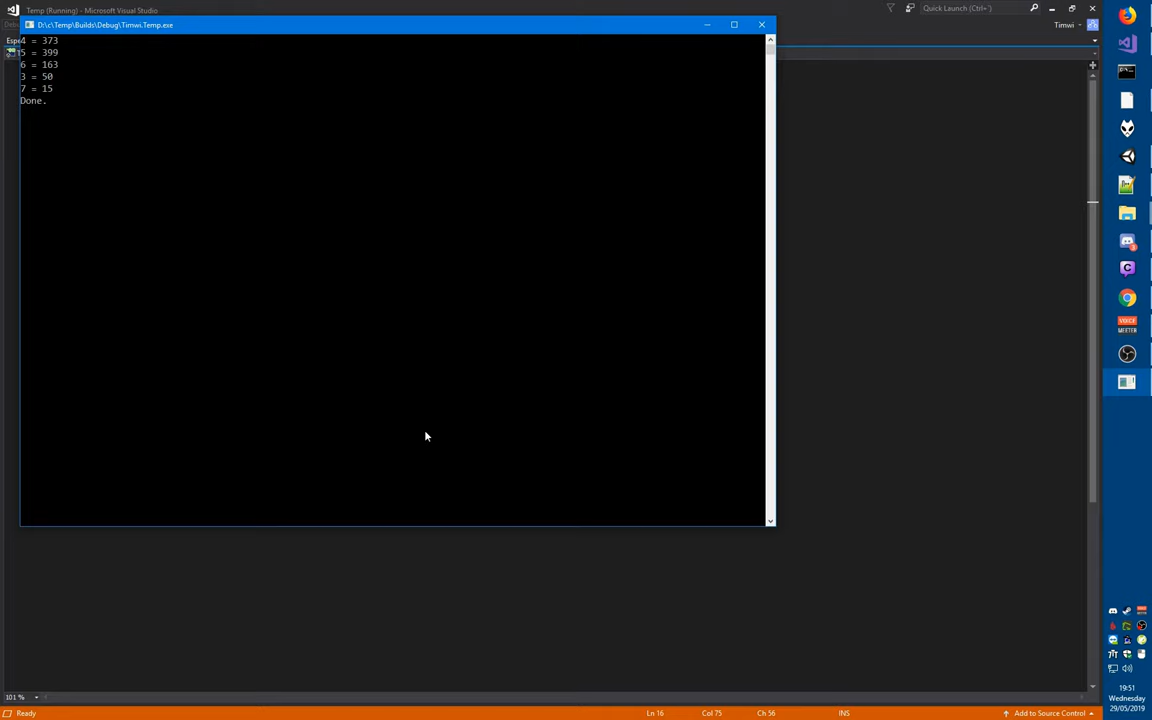 Temp (Running) - Microsoft Visual Studio
Quick Launch (Ctrl+`)
D:\c\Temp\Builds\Debug\Timwi.Temp.exe
Timwi
4 = 373
5 = 399
6 = 163
3 = 50
7 = 15
Done.
VOICE
MEETER
101 %
Ready
Ln 16
Col 75
Ch 56
INS
Add to Source Control
19:51
Wednesday
29/05/2019